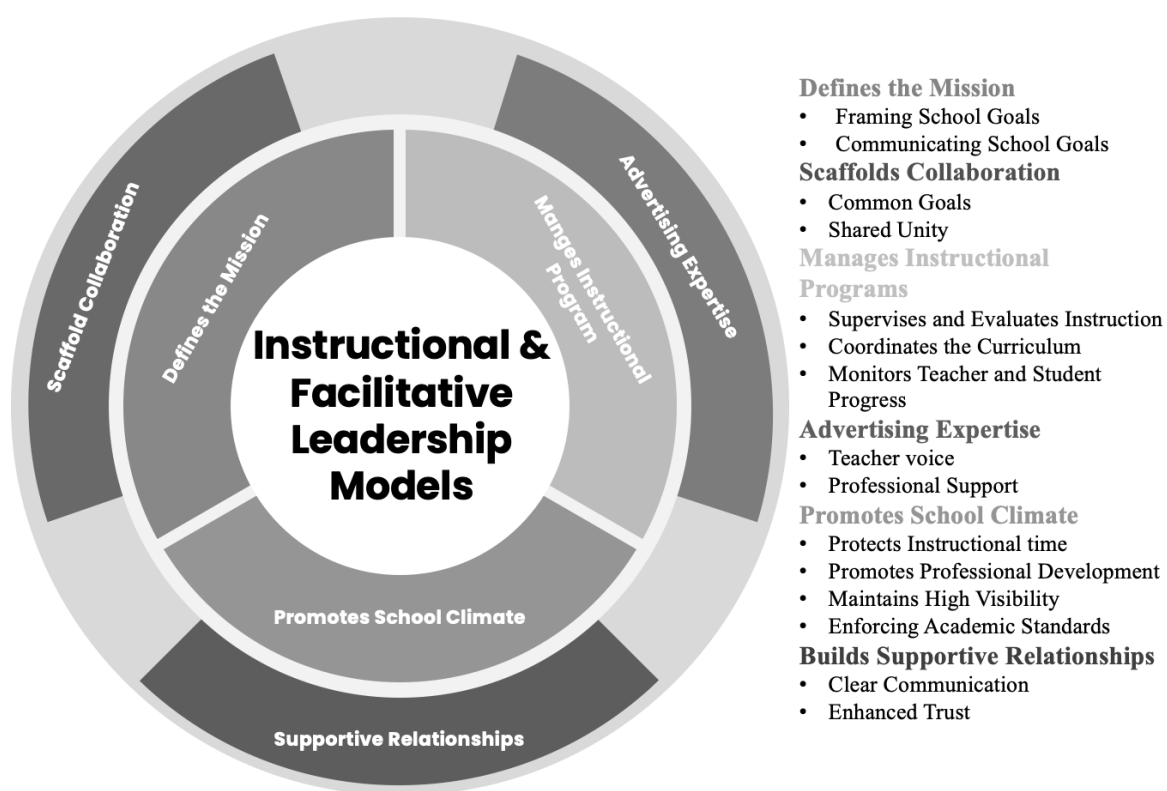 Scaffold Collaboration
Defines the Mission
Manges Instructional
Program
Advertising Expertise
Instructional &
Facilitative
Leadership
Models
Promotes School Climate
Supportive Relationships
Defines the Mission
• Framing School Goals
• Communicating School Goals
Scaffolds Collaboration
• Common Goals
• Shared Unity
Manages Instructional
Programs
• Supervises and Evaluates Instruction
• Coordinates the Curriculum
• Monitors Teacher and Student
Progress
Advertising Expertise
• Teacher voice
• Professional Support
Promotes School Climate
• Protects Instructional time
• Promotes Professional Development
• Maintains High Visibility
• Enforcing Academic Standards
Builds Supportive Relationships
• Clear Communication
• Enhanced Trust